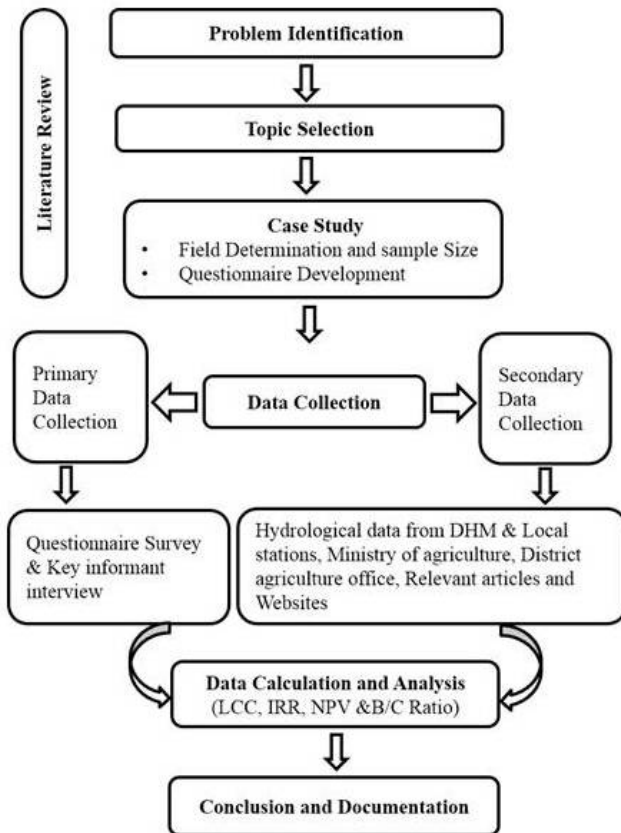 Literature Review
Problem Identification
Topic Selection
Case Study
• Field Determination and sample Size
• Questionnaire Development
Data Collection
Primary
Data
Collection
Secondary
Data
Collection
Questionnaire Survey
& Key informant
interview
Hydrological data from DHM & Local
stations, Ministry of agriculture, District
agriculture office, Relevant articles and
Websites
Data Calculation and Analysis
(LCC, IRR, NPV &B/C Ratio)
Conclusion and Documentation